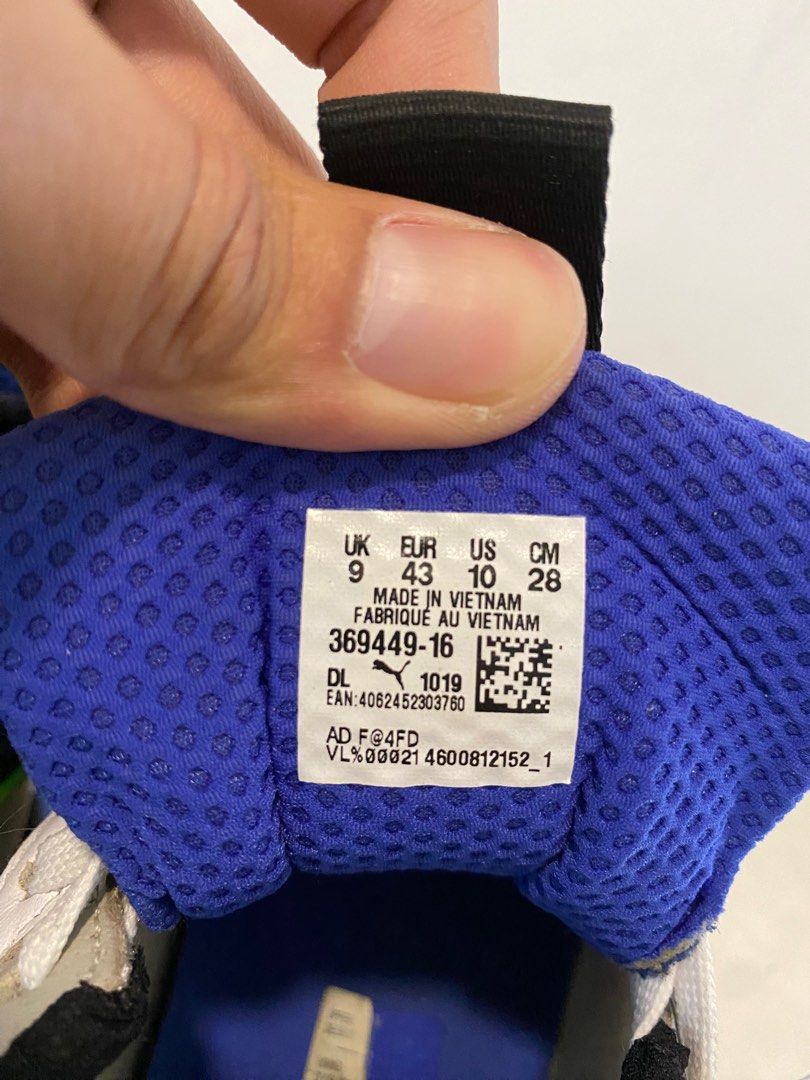 UK EUR US CM
9 43 10 28
MADE IN VIETNAM
FABRIQUÉ AU VIETNAM
369449-16
DL 1019
EAN:4062452303760
AD F@4FD
VL%00021 4600812152_1